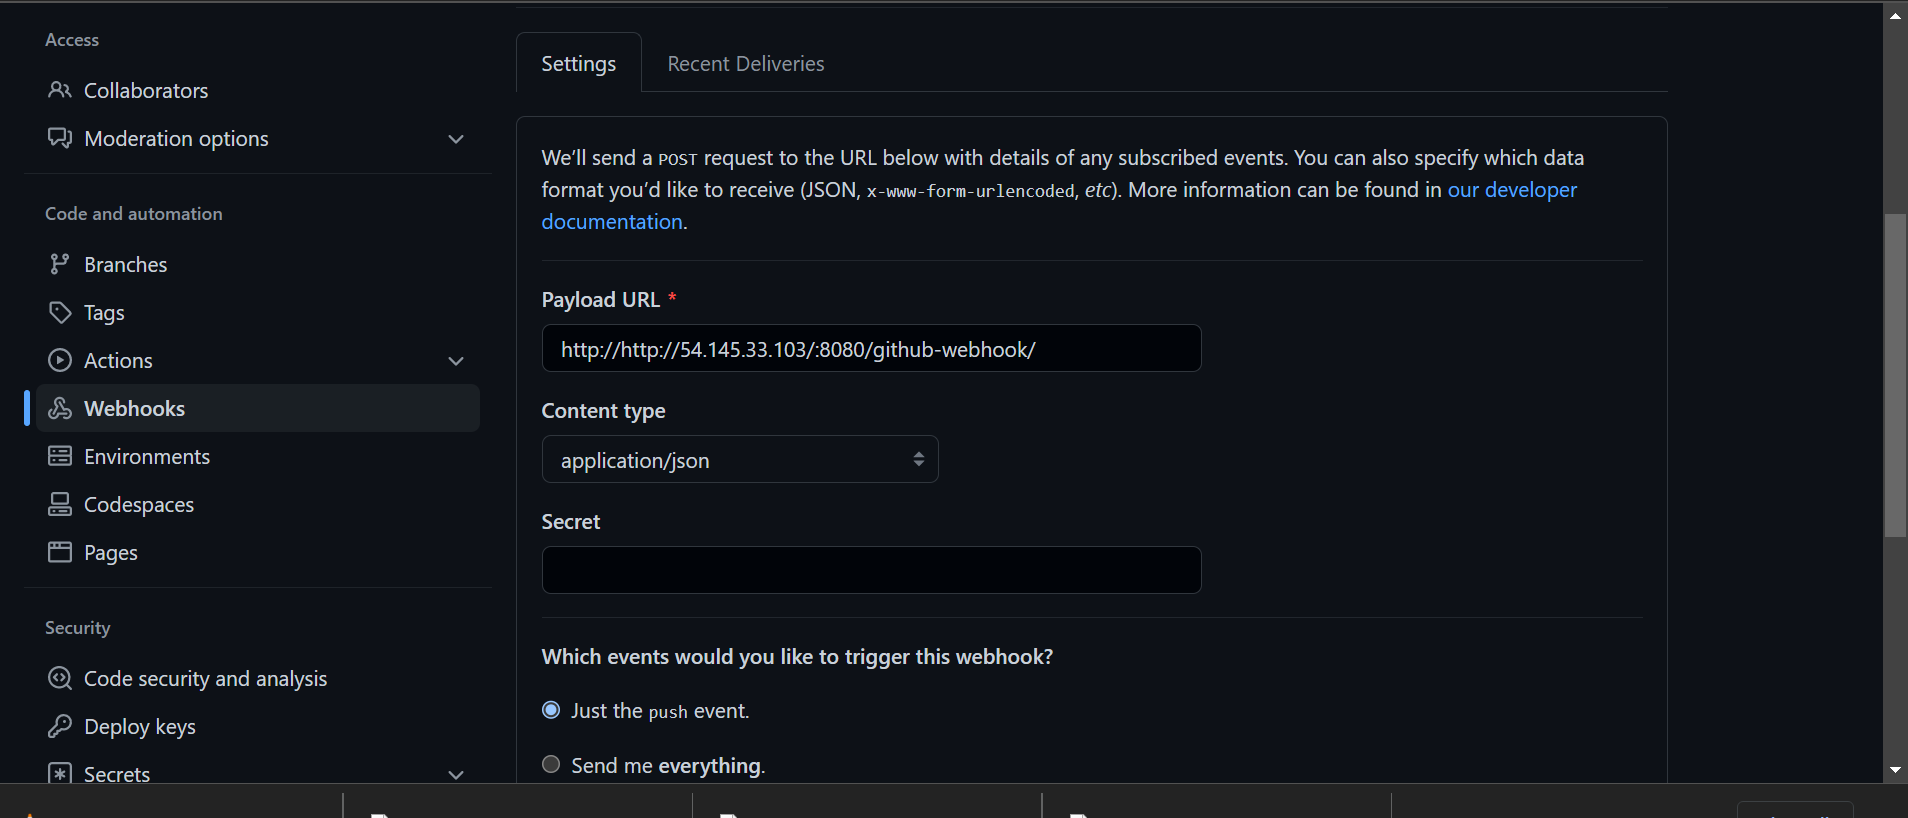 Access
Collaborators
Moderation options
Code and automation
Branches
Tags
Actions
Webhooks
Environments
Codespaces
Pages
Security
Code security and analysis
Deploy keys
Secrets
Settings
Recent Deliveries
We’ll send a POST request to the URL below with details of any subscribed events. You can also specify which data
format you’d like to receive (JSON, x-www-form-urlencoded, etc). More information can be found in our developer
documentation.
Payload URL *
http://http://54.145.33.103/:8080/github-webhook/
Content type
application/json
Secret
Which events would you like to trigger this webhook?
Just the push event.
Send me everything.